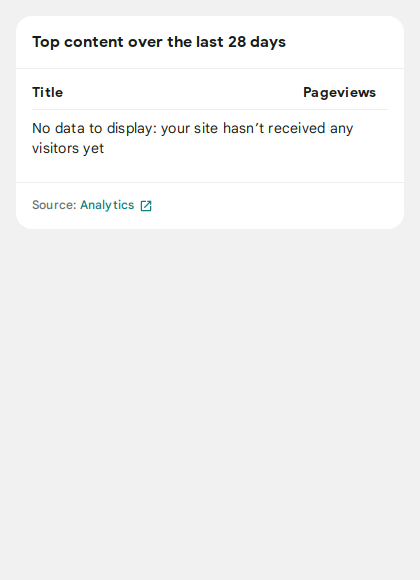 Top content over the last 28 days
Title Pageviews
No data to display: your site hasn’t received any
visitors yet
Source: Analytics